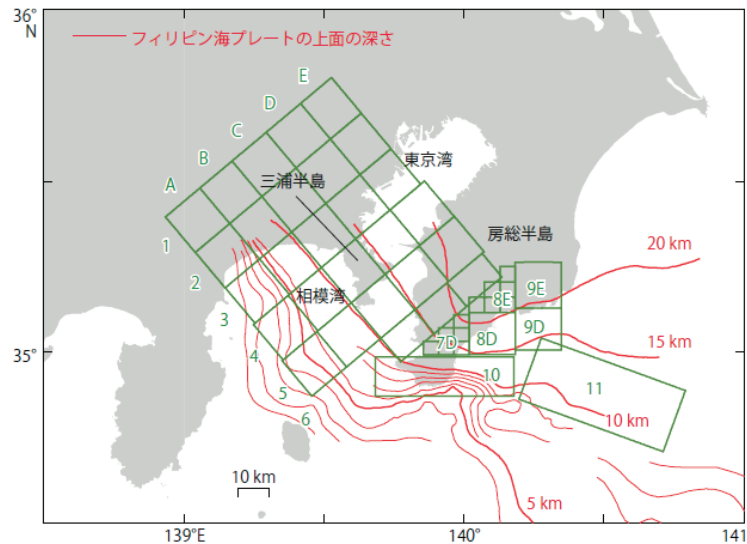 36°
N
フィリピン海プレートの上面の深さ
E
D
C
B
A
東京湾
三浦半島
房総半島
1
2
3
4
5
6
相模湾
20 km
9E
8E
9D
8D
7D
15 km
35°
10
11
10 km
10 km
5 km
139°E
140°
141